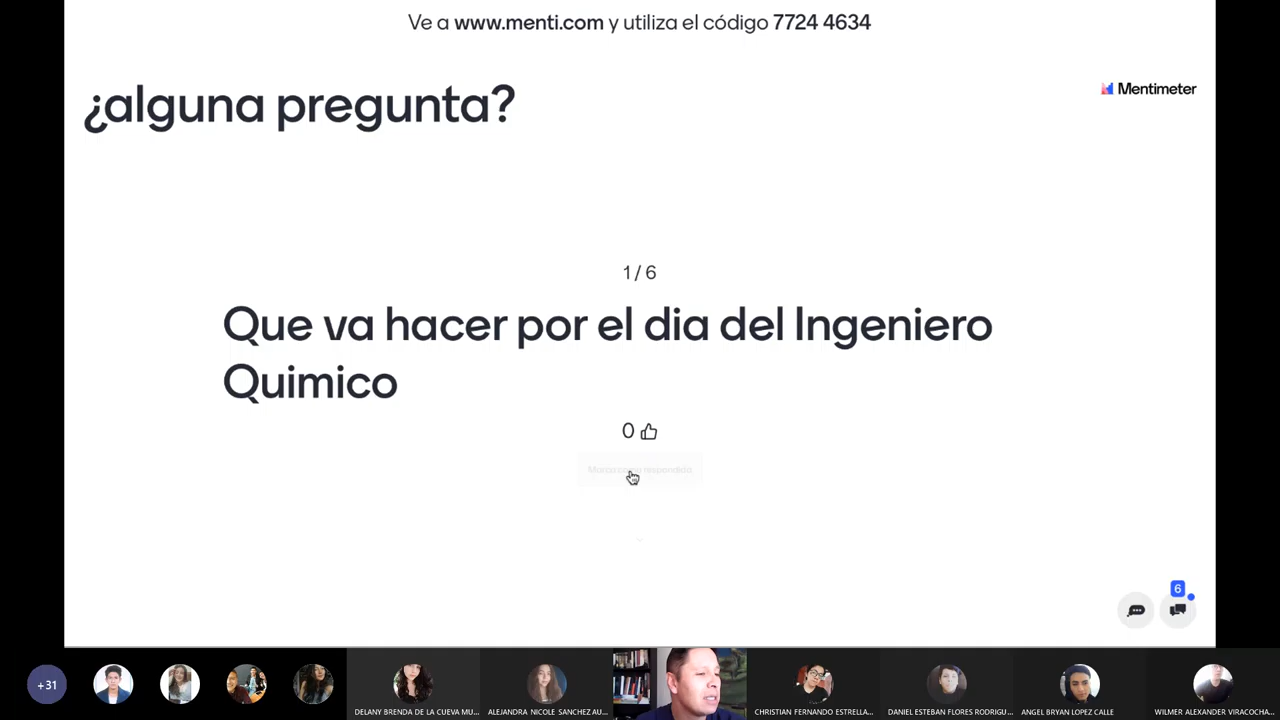 Ve a www.menti.com y utiliza el código 7724 4634
¿alguna pregunta?
Mentimeter
1 / 6
Que va hacer por el dia del Ingeniero
Quimico
0
6
+31
DELANY BRENDA DE LA CUEVA MU...
ALEJANDRA NICOLE SANCHEZ AU...
CHRISTIAN FERNANDO ESTRELLA...
DANIEL ESTEBAN FLORES RODRIGU...
ANGEL BRYAN LOPEZ CALLE
WILMER ALEXANDER VIRACOCHA...